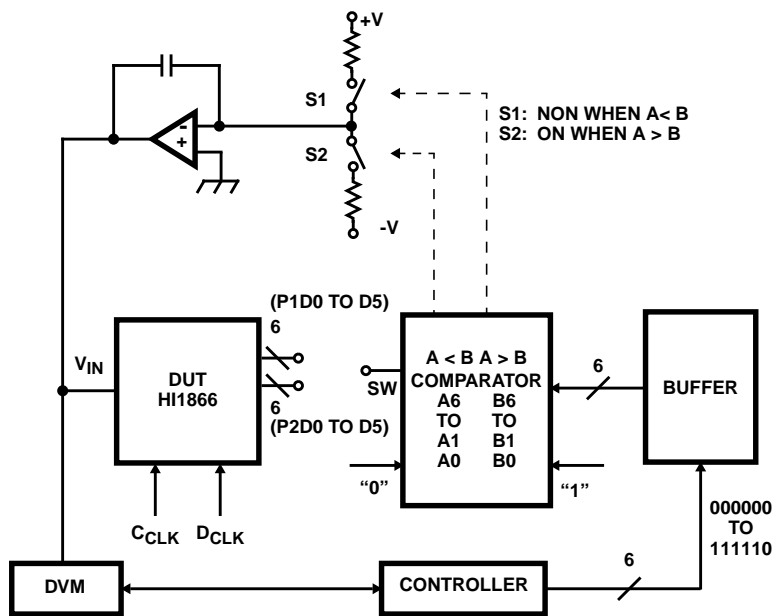 +V
S1
S1: NON WHEN A< B
S2: ON WHEN A > B
-
+
S2
-V
(P1D0 TO D5)
6
VIN
DUT
HI1866
6
(P2D0 TO D5)
SW
A < B A > B
COMPARATOR
A6 B6
TO TO
A1 B1
A0 B0
6
BUFFER
“0”
“1”
CCLK DCLK
000000
TO
111110
DVM
CONTROLLER
6